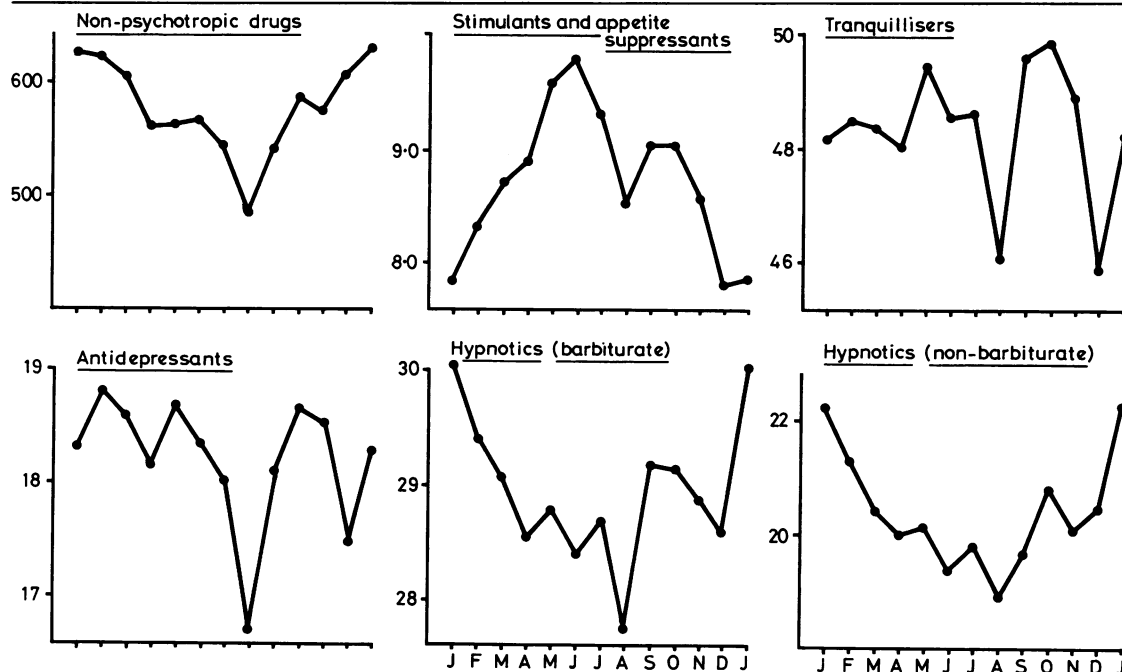 Non-psychotropic drugs
600
500
Stimulants and appetite
suppressants
9·0
8·0
Tranquillisers
50
48
46
Antidepressants
19
18
17
Hypnotics (barbiturate)
30
29
28
J F M A M J J A S O N D J
Hypnotics (non-barbiturate)
22
20
J F M A M J J A S O N D J